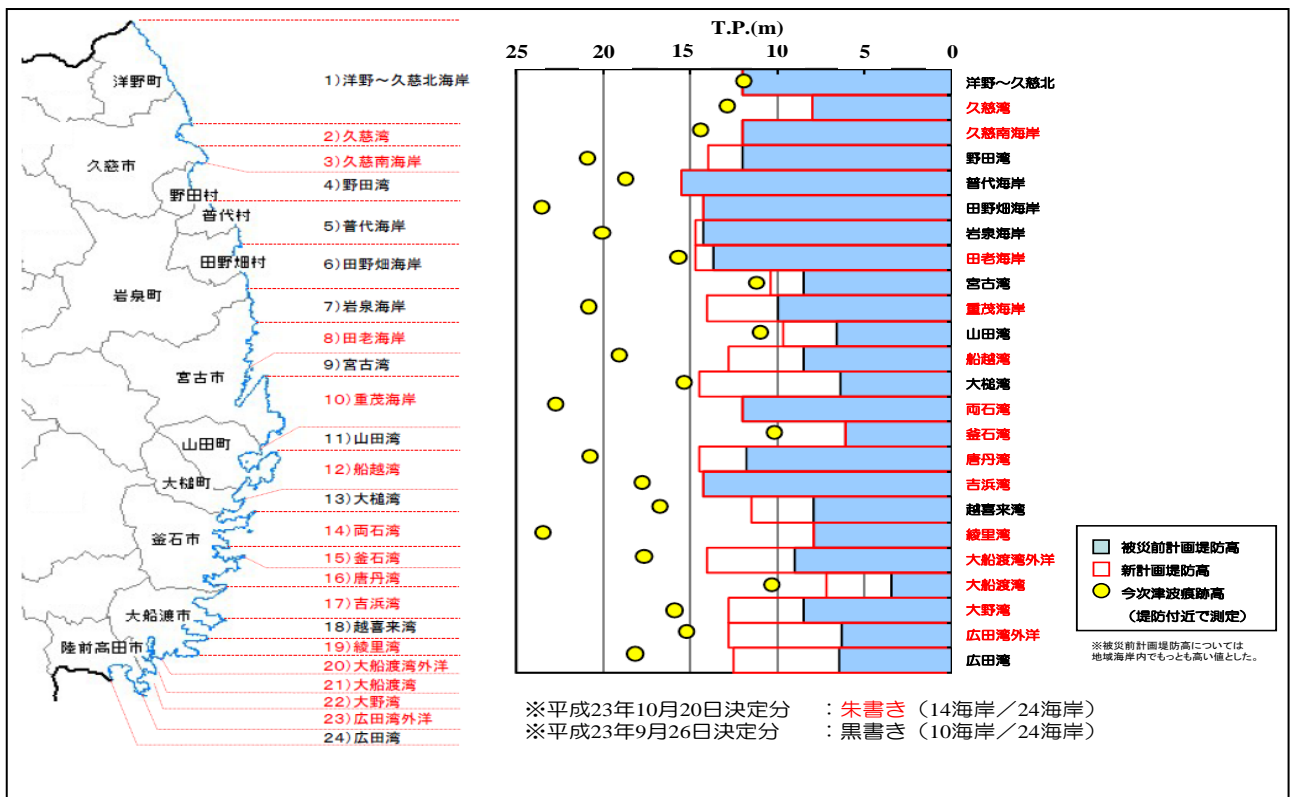 洋野町
久慈市
野田村
普代村
田野畑村
岩泉町
宮古市
山田町
大槌町
釜石市
大船渡市
陸前高田市
1)洋野～久慈北海岸
2)久慈湾
3)久慈南海岸
4)野田湾
5)普代海岸
6)田野畑海岸
7)岩泉海岸
8)田老海岸
9)宮古湾
10)重茂海岸
11)山田湾
12)船越湾
13)大槌湾
14)両石湾
15)釜石湾
16)唐丹湾
17)吉浜湾
18)越喜来湾
19)綾里湾
20)大船渡湾外洋
21)大船渡湾
22)大野湾
23)広田湾外洋
24)広田湾
T.P.(m)
25 20 15 10 5 0
洋野～久慈北
久慈湾
久慈南海岸
野田湾
普代海岸
田野畑海岸
岩泉海岸
田老海岸
宮古湾
重茂海岸
山田湾
船越湾
大槌湾
両石湾
釜石湾
唐丹湾
吉浜湾
越喜来湾
綾里湾
大船渡湾外洋
大船渡湾
大野湾
広田湾外洋
広田湾
被災前計画堤防高
新計画堤防高
今次津波痕跡高
（堤防付近で測定）
※被災前計画堤防高については
地域海岸内でもっとも高い値とした。
※平成23年10月20日決定分 ：朱書き（14海岸／24海岸）
※平成23年9月26日決定分 ：黒書き（10海岸／24海岸）